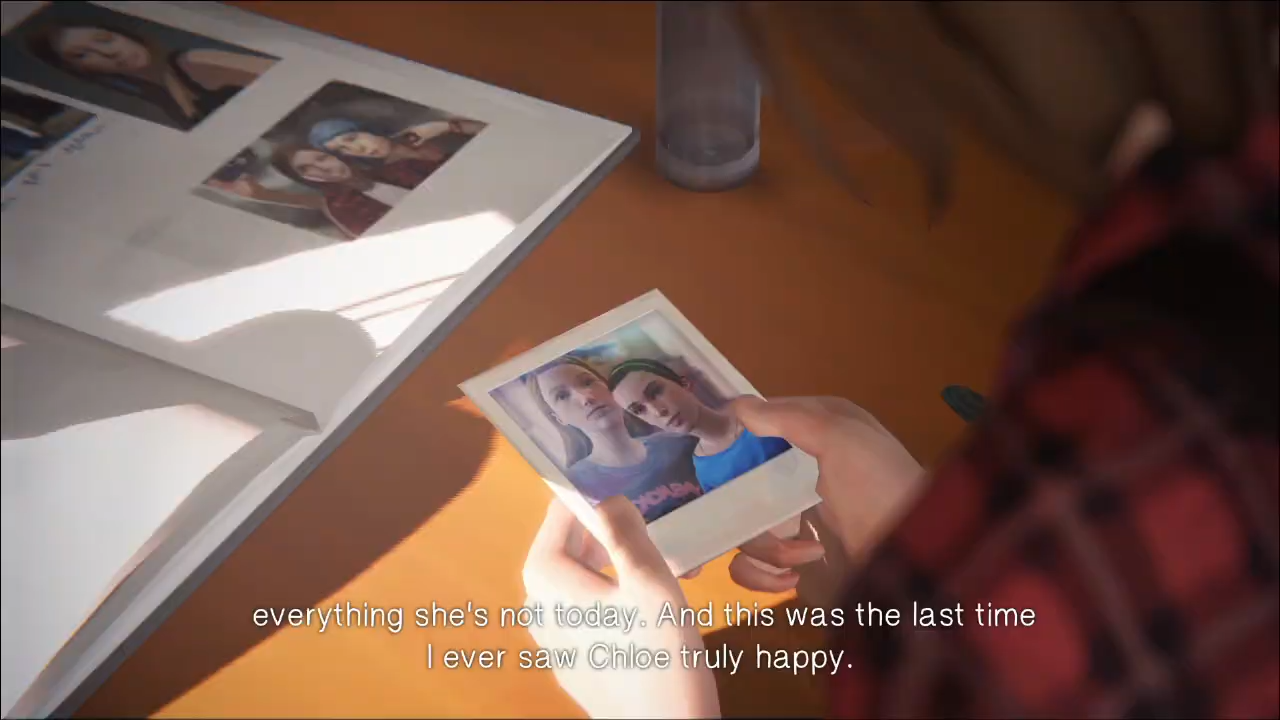 everything she's not today. And this was the last time
I ever saw Chloe truly happy.